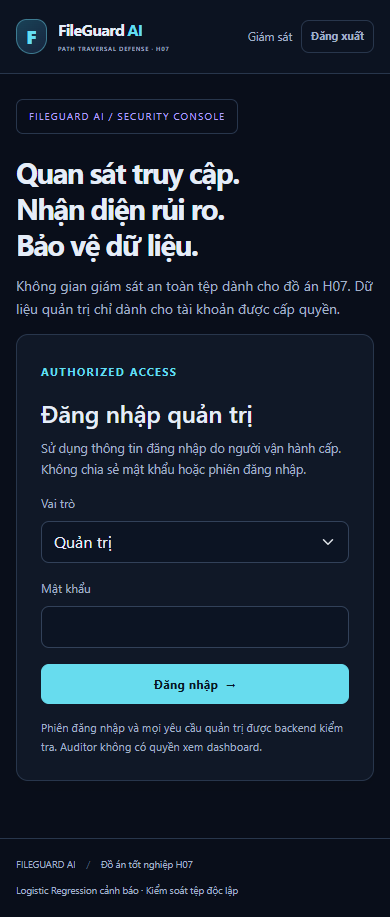 F
FileGuard AI
PATH TRAVERSAL DEFENSE · H07
Giám sát
Đăng xuất
FILEGUARD AI / SECURITY CONSOLE
Quan sát truy cập.
Nhận diện rủi ro.
Bảo vệ dữ liệu.
Không gian giám sát an toàn tệp dành cho đồ án H07. Dữ
liệu quản trị chỉ dành cho tài khoản được cấp quyền.
AUTHORIZED ACCESS
Đăng nhập quản trị
Sử dụng thông tin đăng nhập do người vận hành cấp.
Không chia sẻ mật khẩu hoặc phiên đăng nhập.
Vai trò
Quản trị
Mật khẩu
Đăng nhập →
Phiên đăng nhập và mọi yêu cầu quản trị được backend kiểm
tra. Auditor không có quyền xem dashboard.
FILEGUARD AI / Đồ án tốt nghiệp H07
Logistic Regression cảnh báo · Kiểm soát tệp độc lập